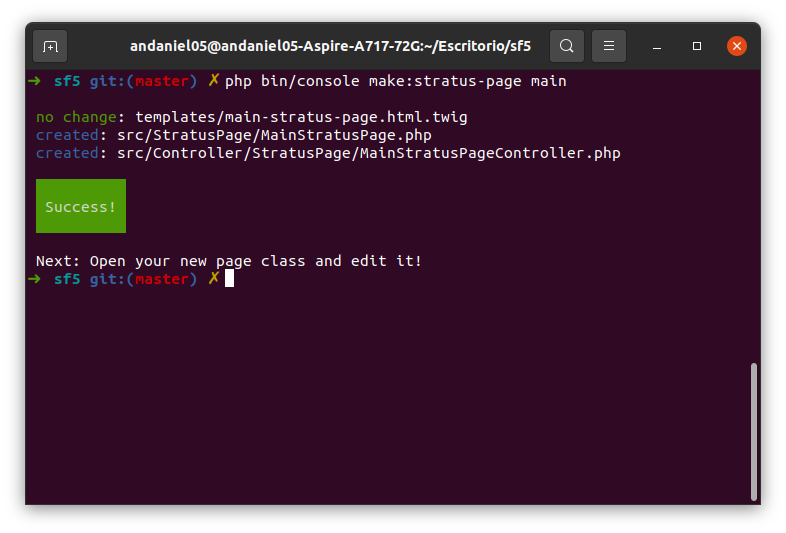 andaniel05@andaniel05-Aspire-A717-72G:~/Escritorio/sf5
➜ sf5 git:(master) ✗ php bin/console make:stratus-page main
no change: templates/main-stratus-page.html.twig
created: src/StratusPage/MainStratusPage.php
created: src/Controller/StratusPage/MainStratusPageController.php
Success!
Next: Open your new page class and edit it!
➜ sf5 git:(master) ✗